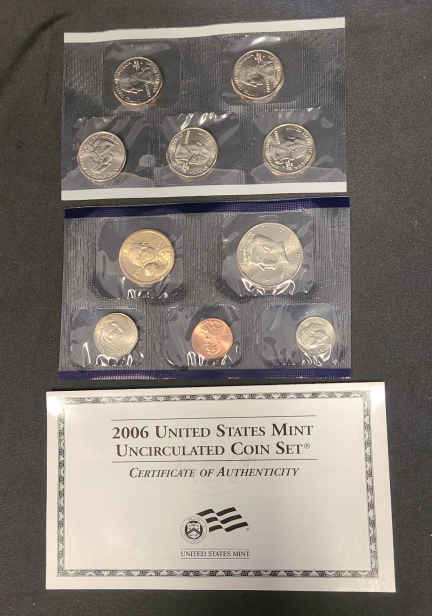 2006 UNITED STATES MINT
UNCIRCULATED COIN SET®
CERTIFICATE OF AUTHENTICITY
UNITED STATES MINT